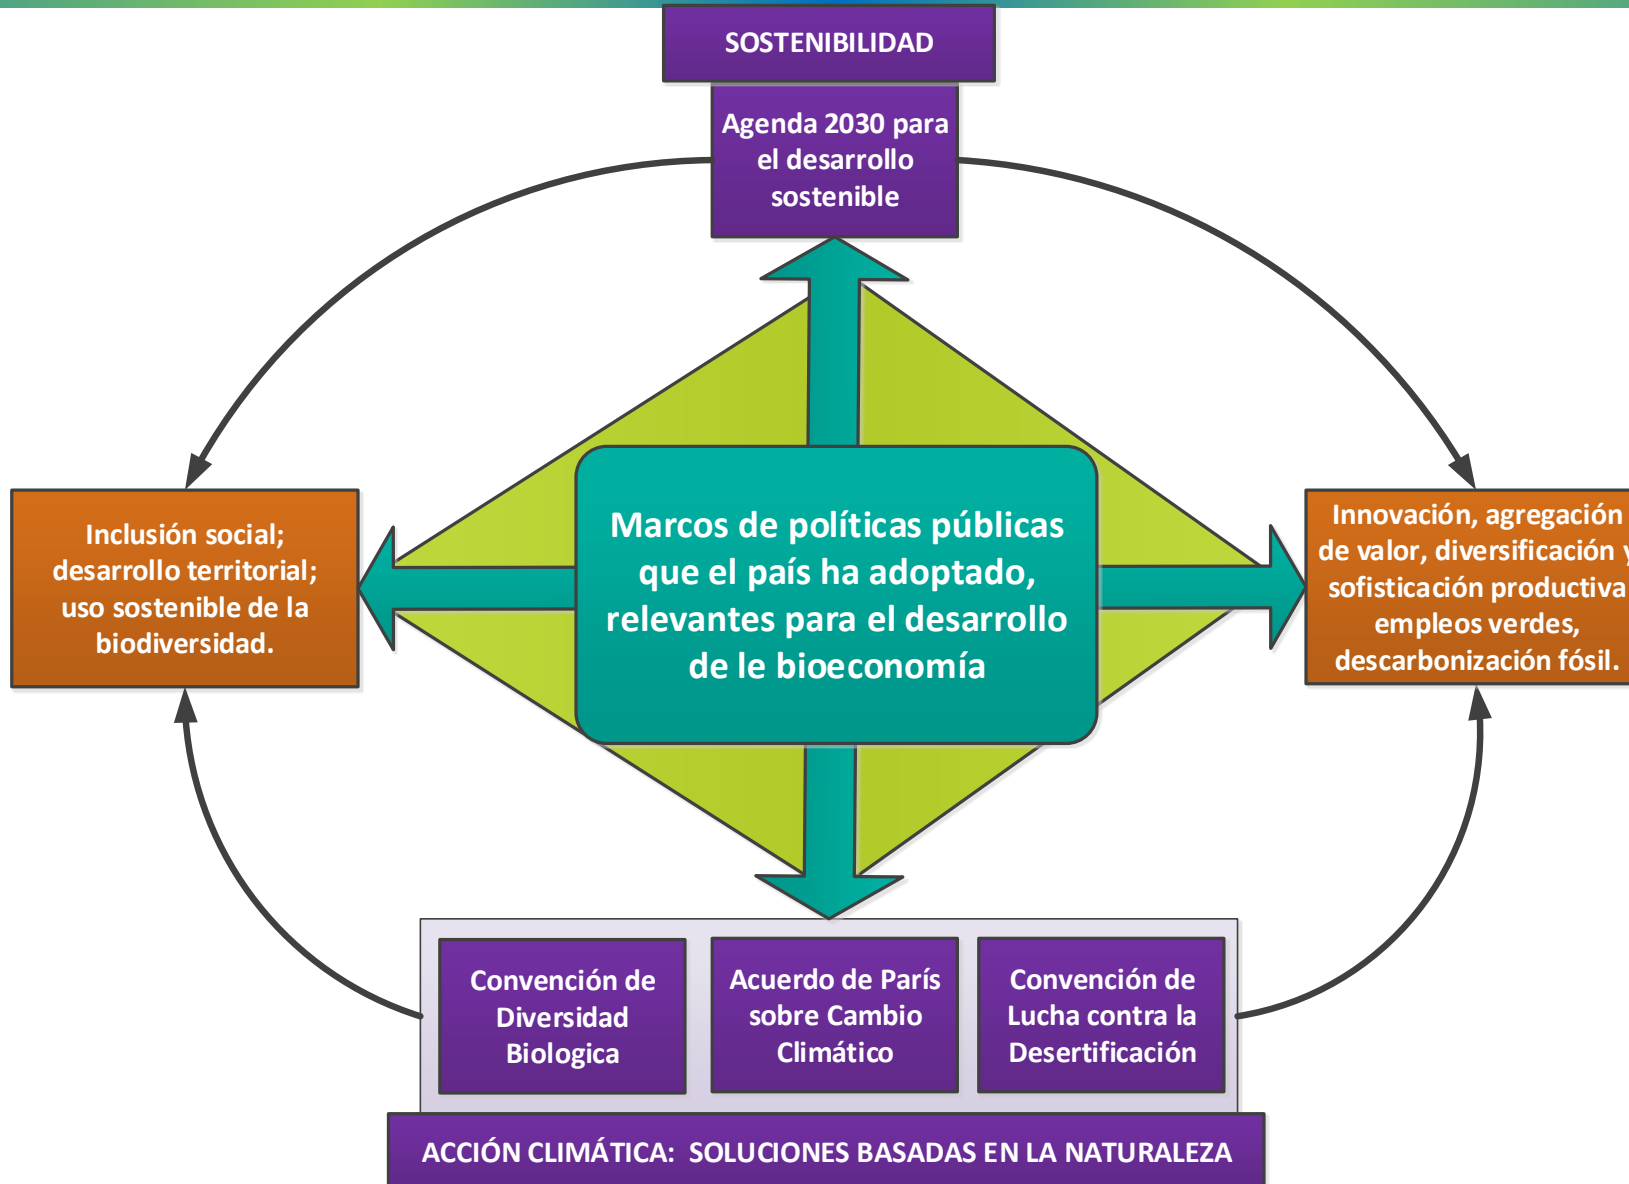 SOSTENIBILIDAD
Agenda 2030 para
el desarrollo
sostenible
Inclusión social;
desarrollo territorial;
uso sostenible de la
biodiversidad.
Marcos de políticas públicas
que el país ha adoptado,
relevantes para el desarrollo
de le bioeconomía
Innovación, agregación
de valor, diversificación y
sofisticación productiva
empleos verdes,
descarbonización fósil.
Convención de
Diversidad
Biologica
Acuerdo de París
sobre Cambio
Climático
Convención de
Lucha contra la
Desertificación
ACCIÓN CLIMÁTICA: SOLUCIONES BASADAS EN LA NATURALEZA